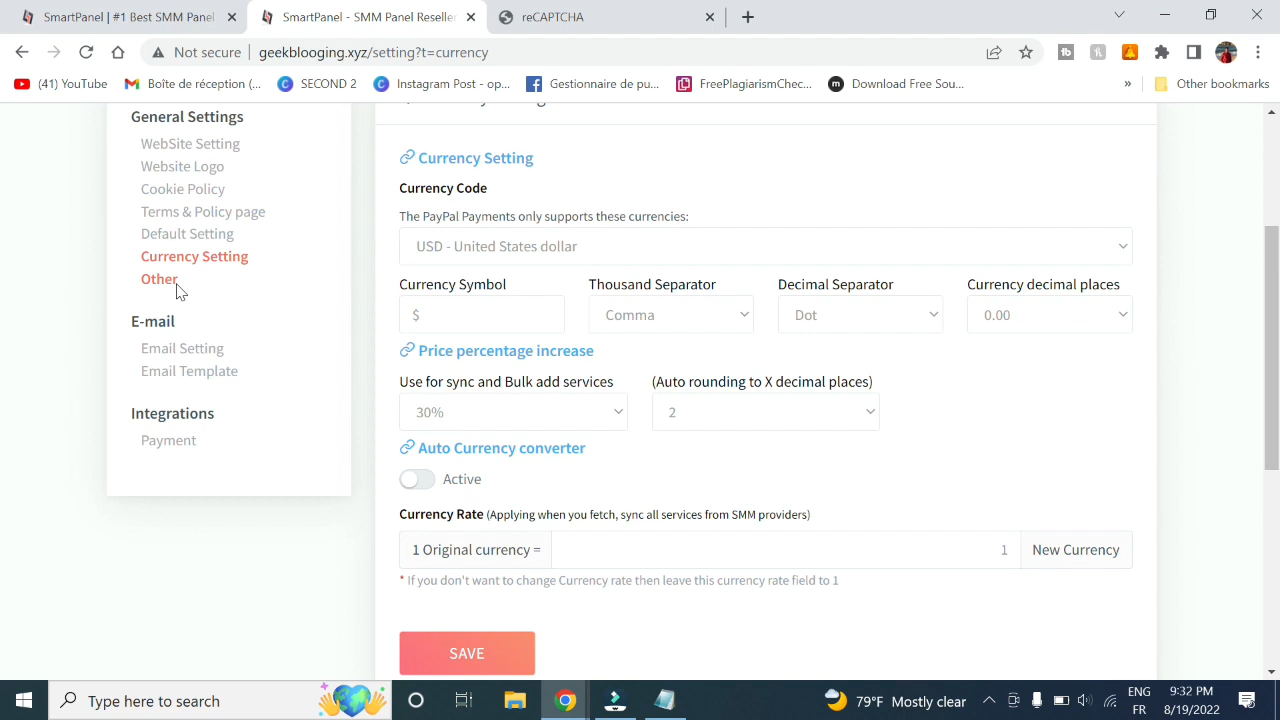 SmartPanel | #1 Best SMM Panel
SmartPanel - SMM Panel Reseller
reCAPTCHA
Not secure
geekblooging.xyz/setting?t=currency
(41) YouTube
Boîte de réception (...
SECOND 2
Instagram Post - op...
Gestionnaire de pu...
FreePlagiarismChec...
Download Free Sou...
»
Other bookmarks
General Settings
WebSite Setting
Website Logo
Cookie Policy
Terms & Policy page
Default Setting
Currency Setting
Other
E-mail
Email Setting
Email Template
Integrations
Payment
Currency Setting
Currency Code
The PayPal Payments only supports these currencies:
USD - United States dollar
Currency Symbol
Thousand Separator
Decimal Separator
Currency decimal places
$
Comma
Dot
0.00
Price percentage increase
Use for sync and Bulk add services
(Auto rounding to X decimal places)
30%
2
Auto Currency converter
Active
Currency Rate (Applying when you fetch, sync all services from SMM providers)
1 Original currency =
1
New Currency
* If you don't want to change Currency rate then leave this currency rate field to 1
SAVE
Type here to search
79°F Mostly clear
ENG
FR
9:32 PM
8/19/2022